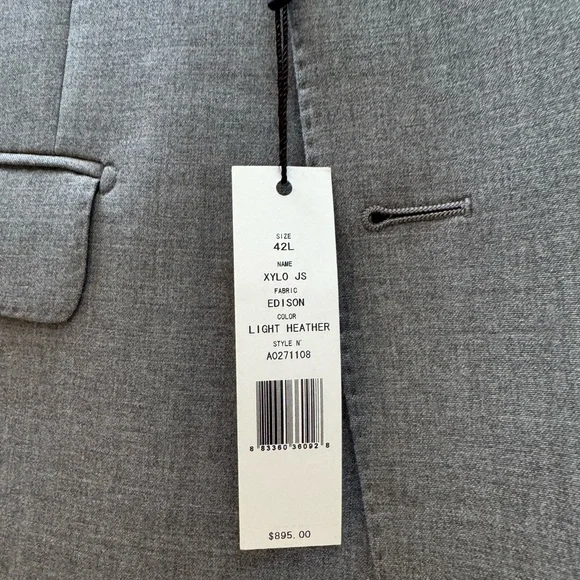 SIZE
42L
NAME
XYLO JS
FABRIC
EDISON
COLOR
LIGHT HEATHER
STYLE N°
A0271108
8 83360 36092 8
$895.00